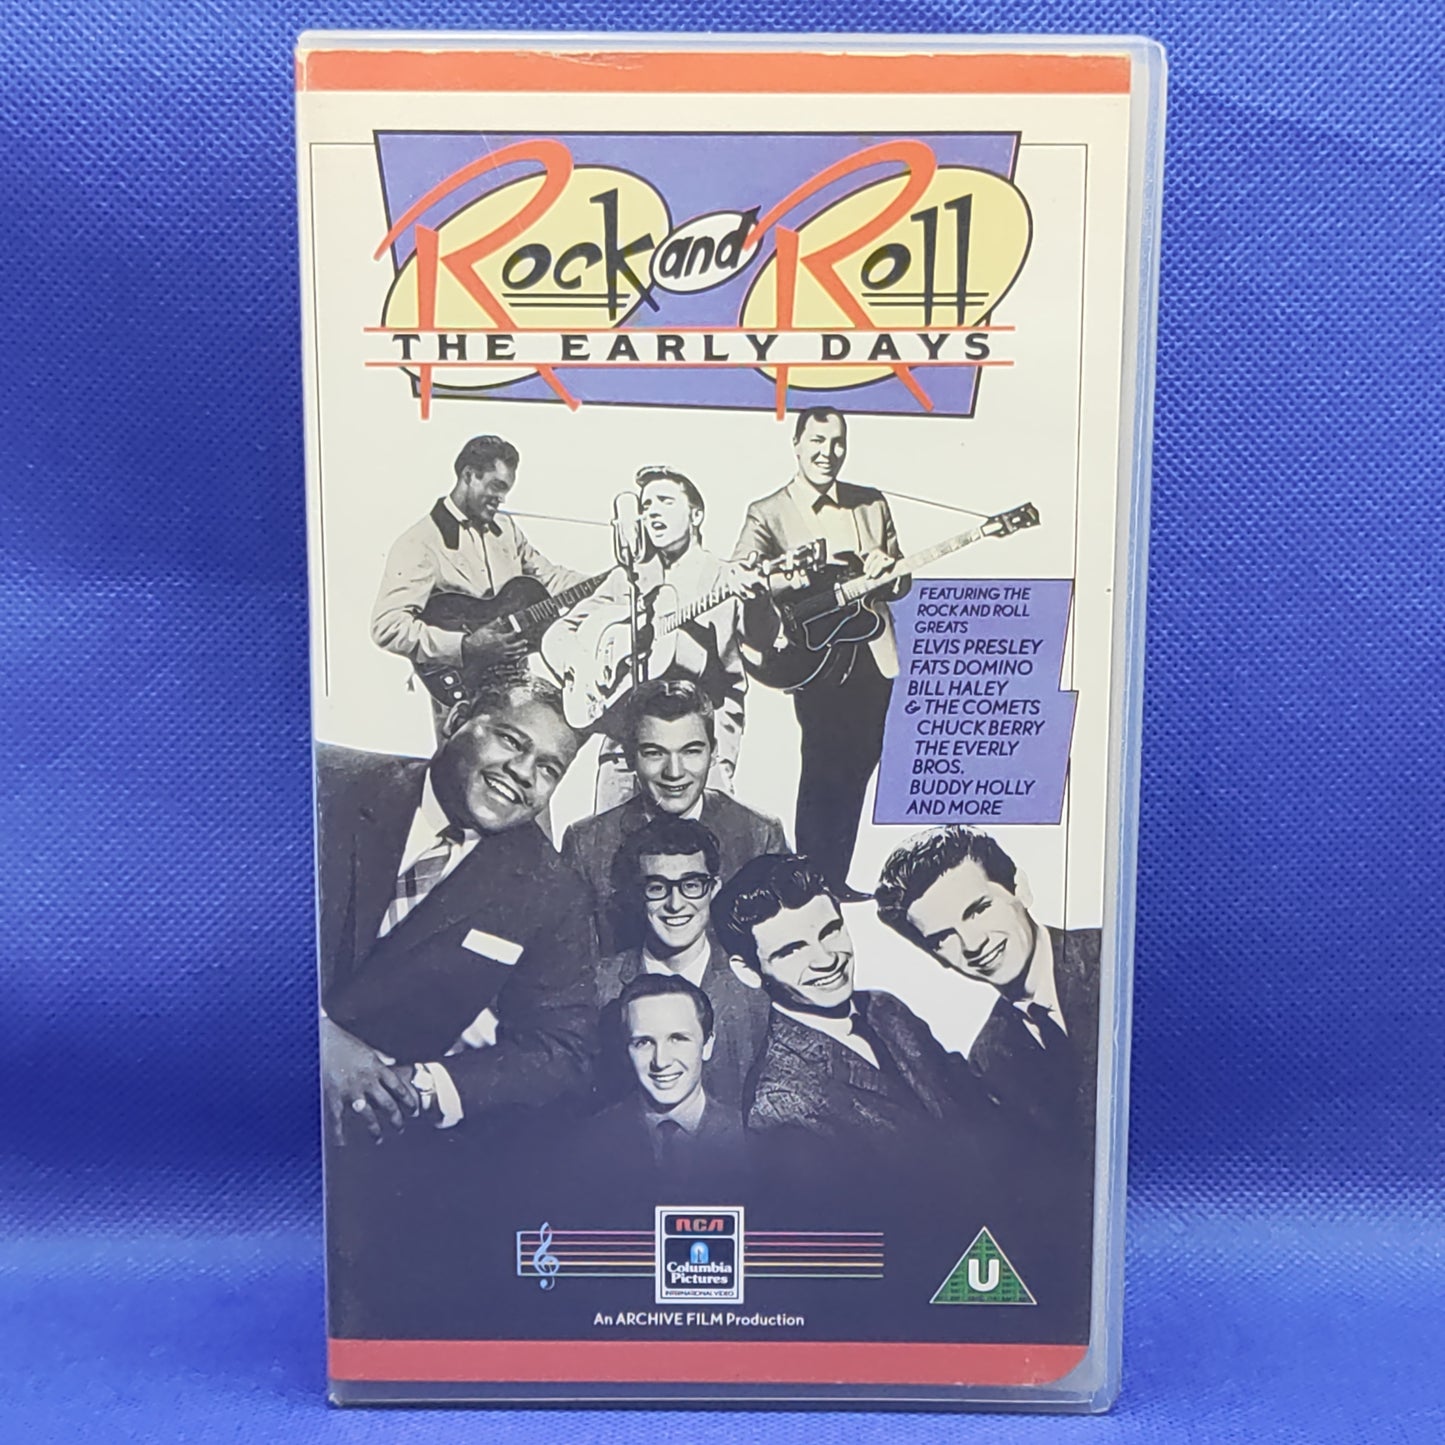 Rock and Roll
THE EARLY DAYS
FEATURING THE
ROCK AND ROLL
GREATS
ELVIS PRESLEY
FATS DOMINO
BILL HALEY
& THE COMETS
CHUCK BERRY
THE EVERLY
BROS.
BUDDY HOLLY
AND MORE
RCA
Columbia
Pictures
INTERNATIONAL VIDEO
U
An ARCHIVE FILM Production